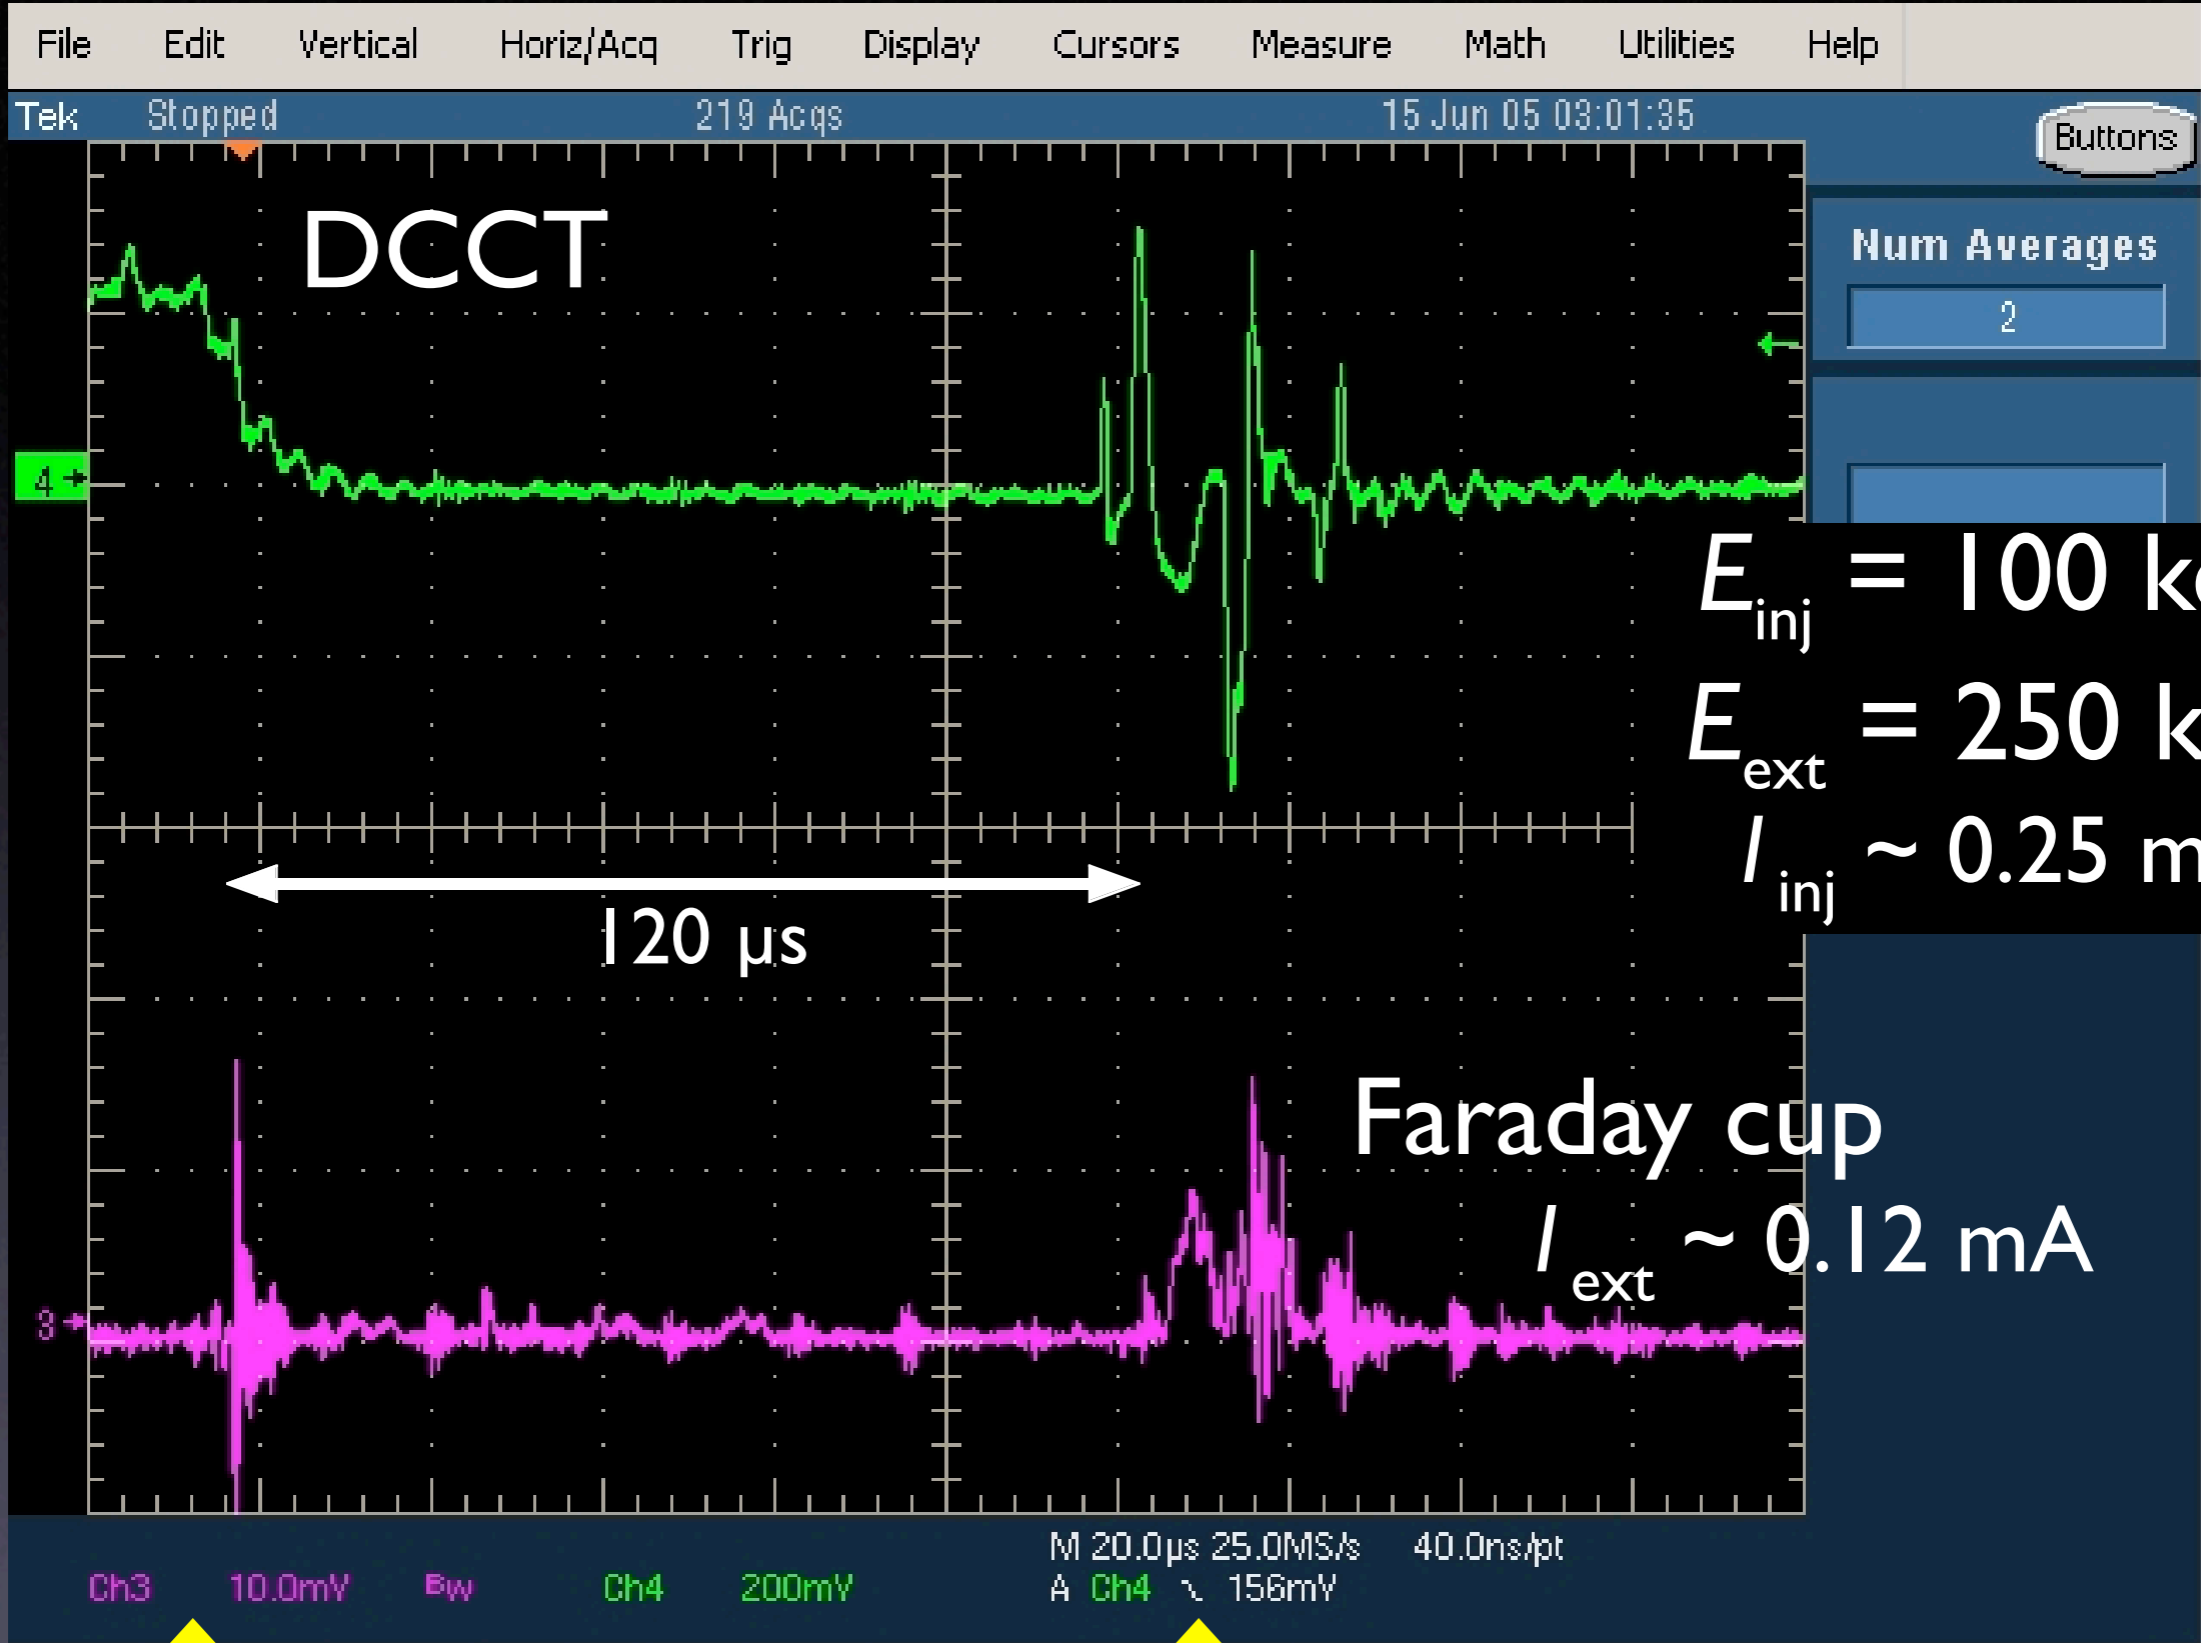 File Edit Vertical Horiz/Acq Trig Display Cursors Measure Math Utilities Help
Tek Stopped 219 Acqs 15 Jun 05 03:01:35
Buttons
DCCT
Num Averages
2
4
E inj = 100 k
E ext = 250 k
I inj ~ 0.25 m
120 µs
Faraday cup
I ext ~ 0.12 mA
3
M 20.0µs 25.0MS/s 40.0ns/pt
Ch3 10.0mV Bw Ch4 200mV A Ch4 156mV